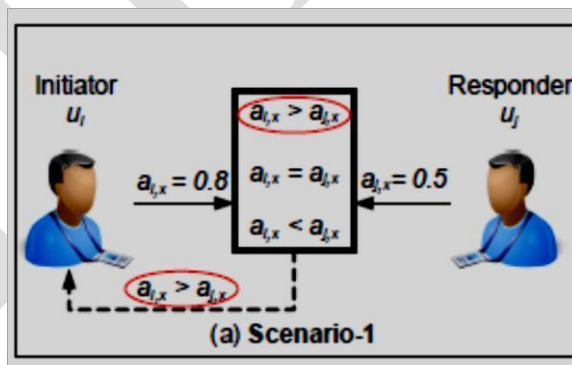 Initiator
u_i
Responder
u_j
a_{i,x} > a_{j,x}
a_{i,x} = 0.8
a_{i,x} = a_{j,x}
a_{j,x} = 0.5
a_{i,x} < a_{j,x}
a_{i,x} > a_{j,x}
(a) Scenario-1